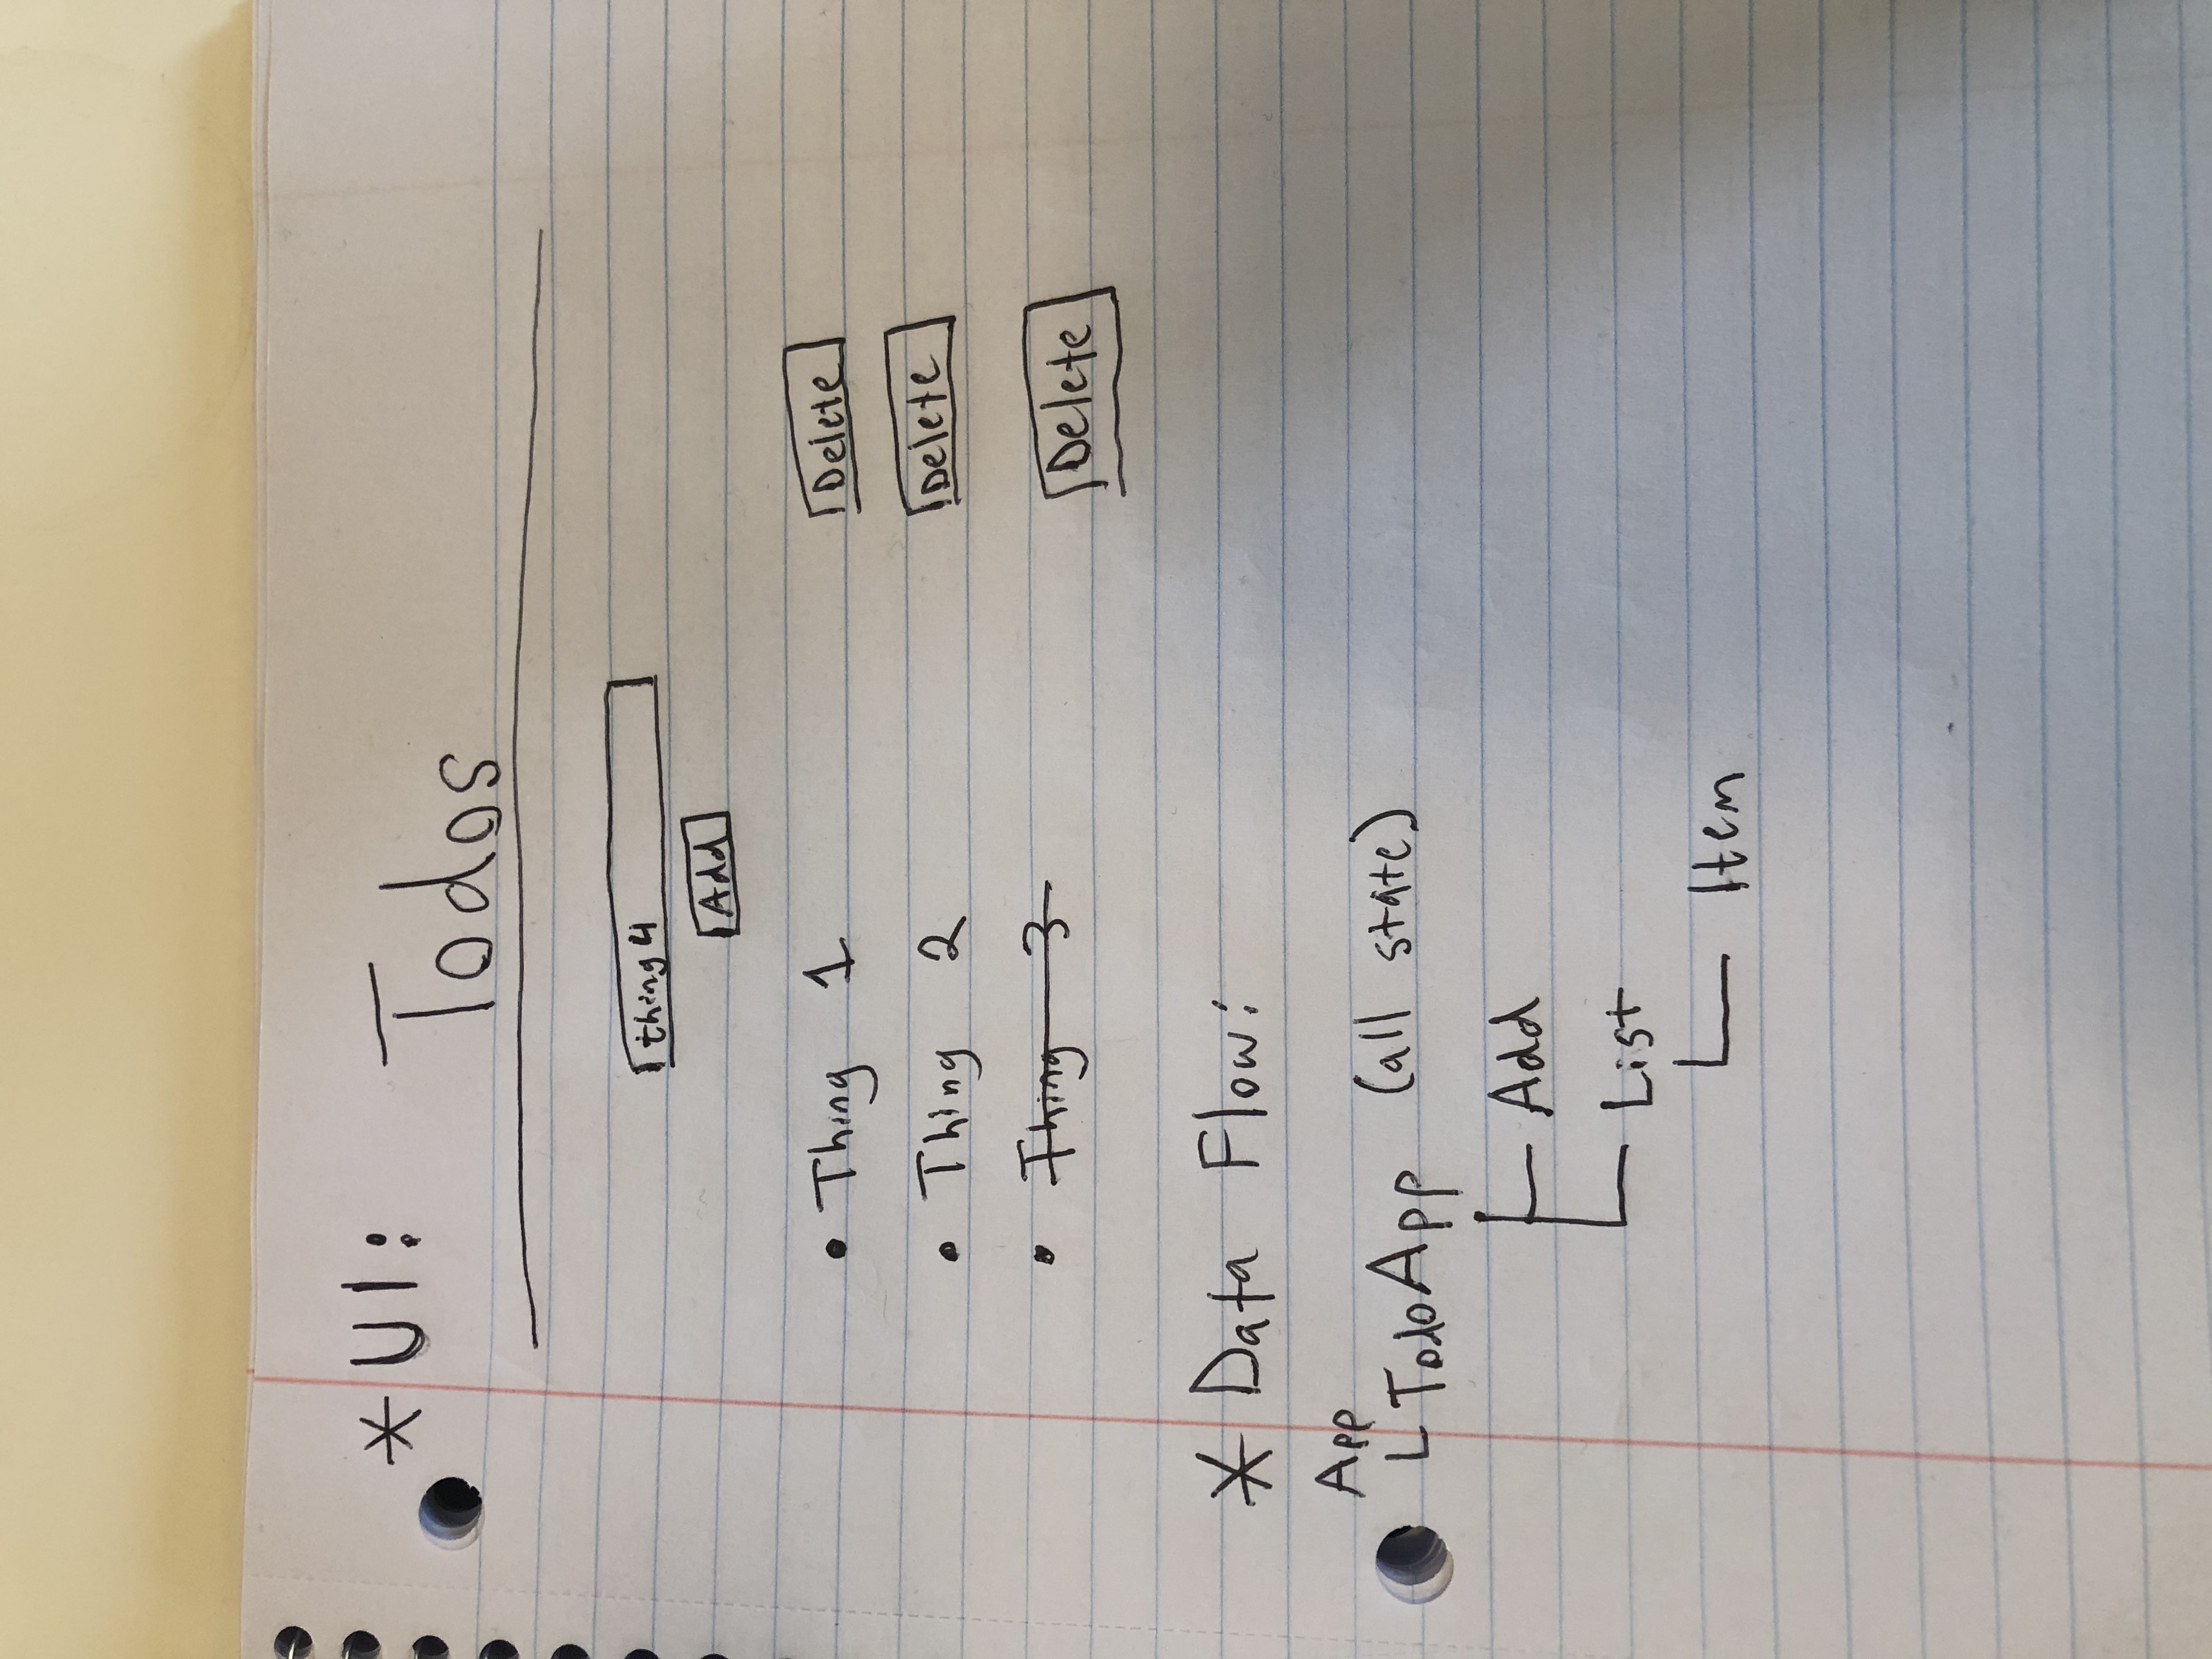 * UI: Todos
thing 4
Add
• Thing 1 Delete
• Thing 2 Delete
• Thing 3 Delete
* Data Flow:
App
TodoApp (all state)
Add
List
Item